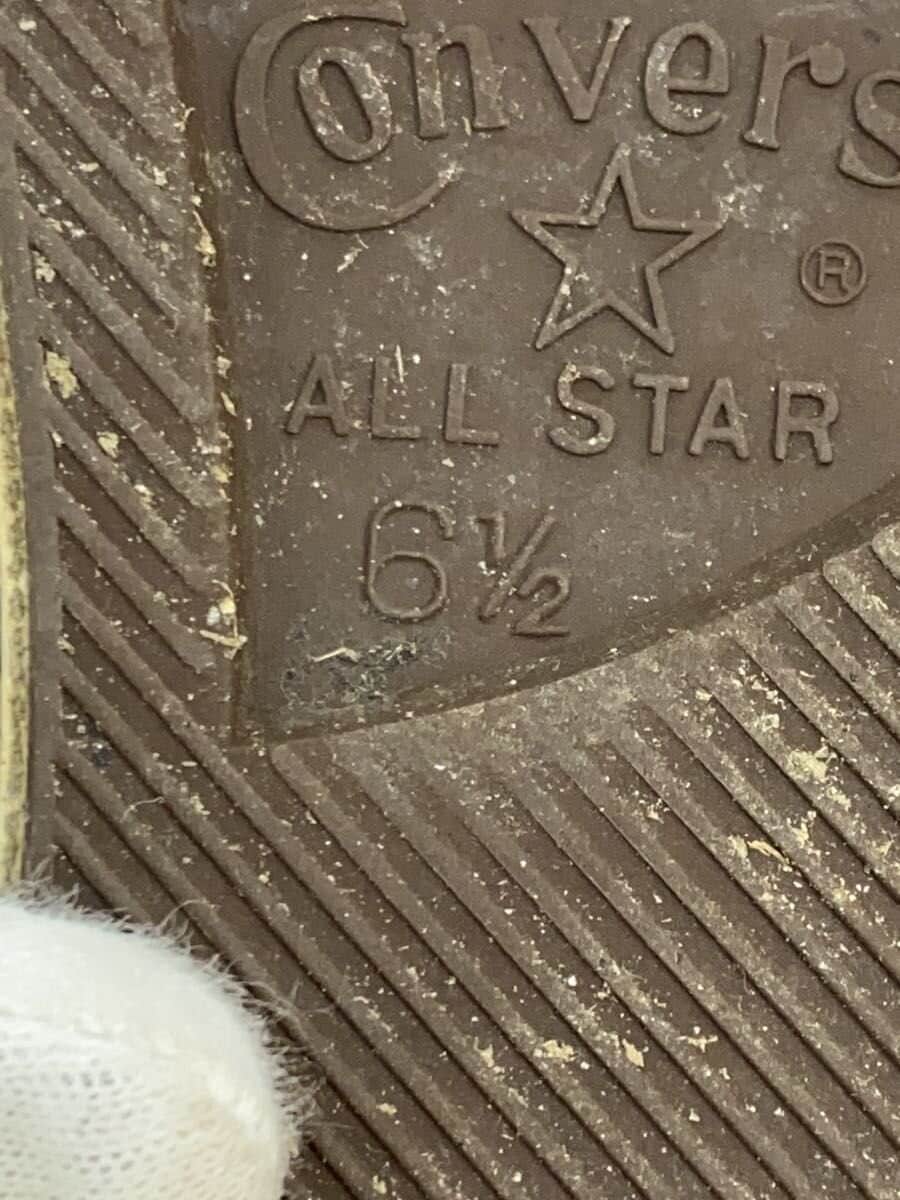 Convers
®
ALL STAR
6½